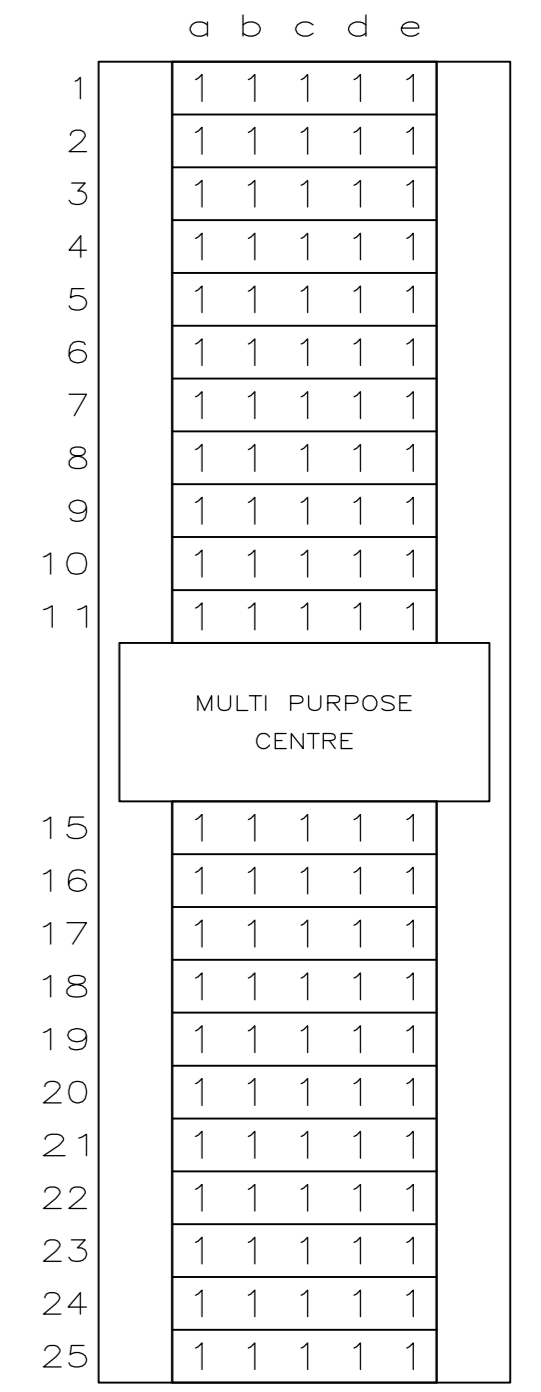 a b c d e
1 1 1 1 1 1
2 1 1 1 1 1
3 1 1 1 1 1
4 1 1 1 1 1
5 1 1 1 1 1
6 1 1 1 1 1
7 1 1 1 1 1
8 1 1 1 1 1
9 1 1 1 1 1
10 1 1 1 1 1
11 1 1 1 1 1
MULTI PURPOSE
CENTRE
15 1 1 1 1 1
16 1 1 1 1 1
17 1 1 1 1 1
18 1 1 1 1 1
19 1 1 1 1 1
20 1 1 1 1 1
21 1 1 1 1 1
22 1 1 1 1 1
23 1 1 1 1 1
24 1 1 1 1 1
25 1 1 1 1 1